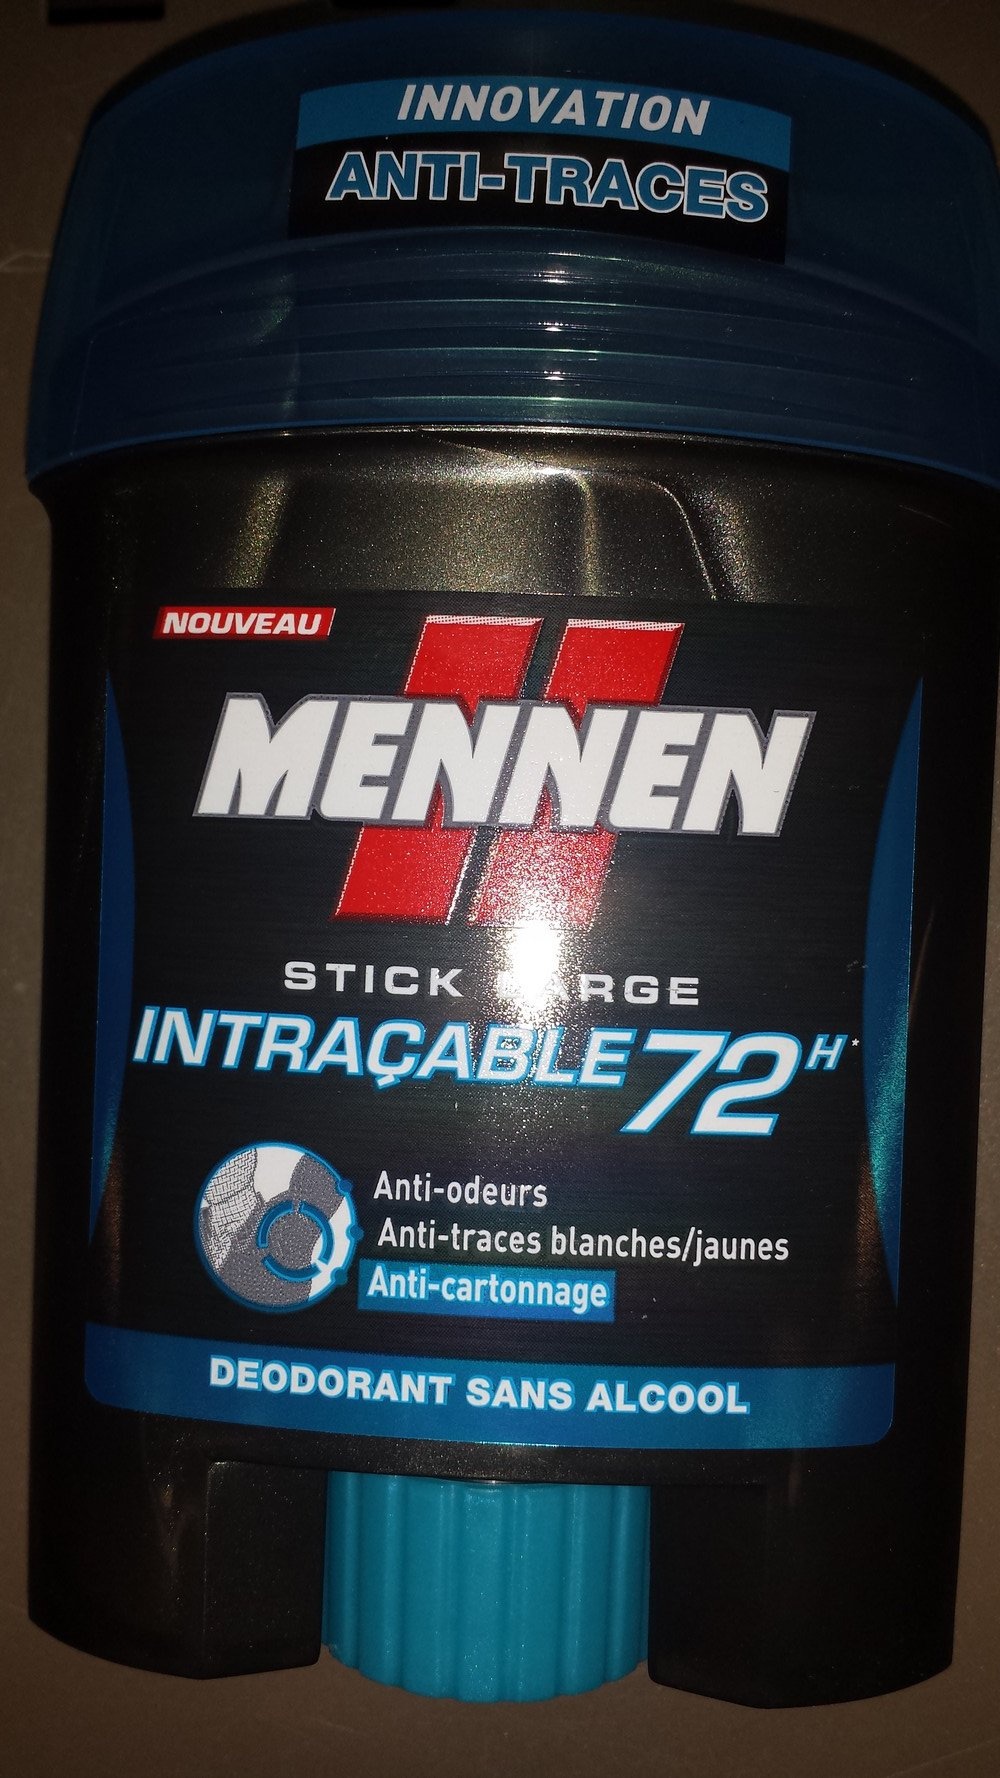 INNOVATION
ANTI-TRACES
NOUVEAU
MENNEN
STICK LARGE
INTRAÇABLE 72H*
Anti-odeurs
Anti-traces blanches/jaunes
Anti-cartonnage
DEODORANT SANS ALCOOL